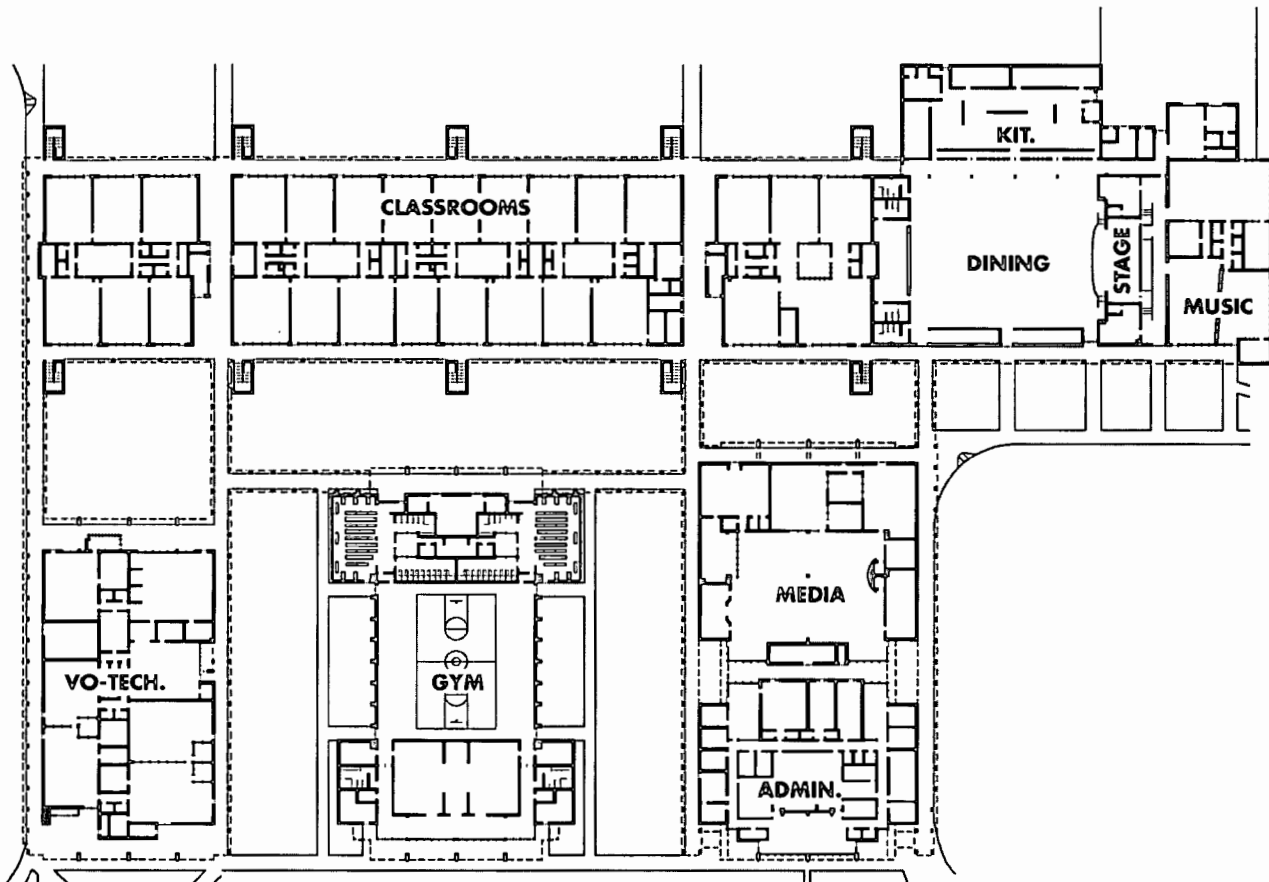 KIT.
CLASSROOMS
DINING
STAGE
MUSIC
MEDIA
VO-TECH.
GYM
ADMIN.